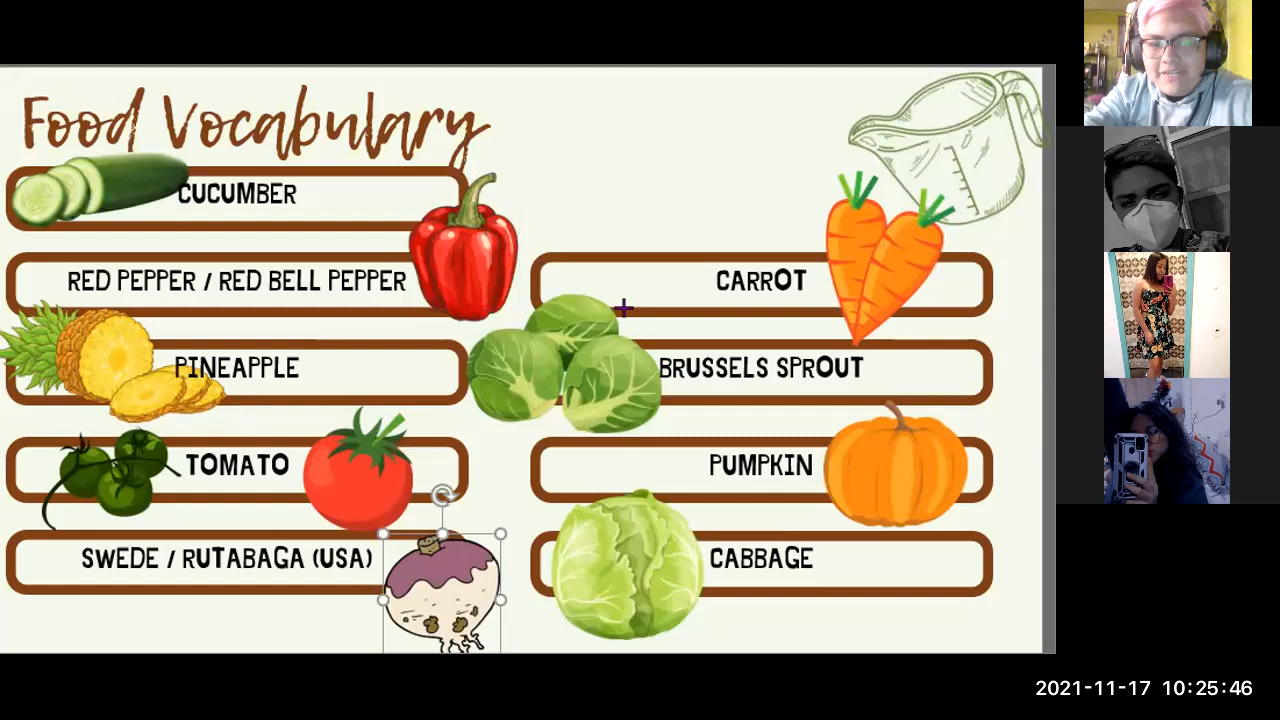 Food Vocabulary
CUCUMBER
RED PEPPER / RED BELL PEPPER
PINEAPPLE
TOMATO
SWEDE / RUTABAGA (USA)
CARROT
BRUSSELS SPROUT
PUMPKIN
CABBAGE
2021-11-17 10:25:46